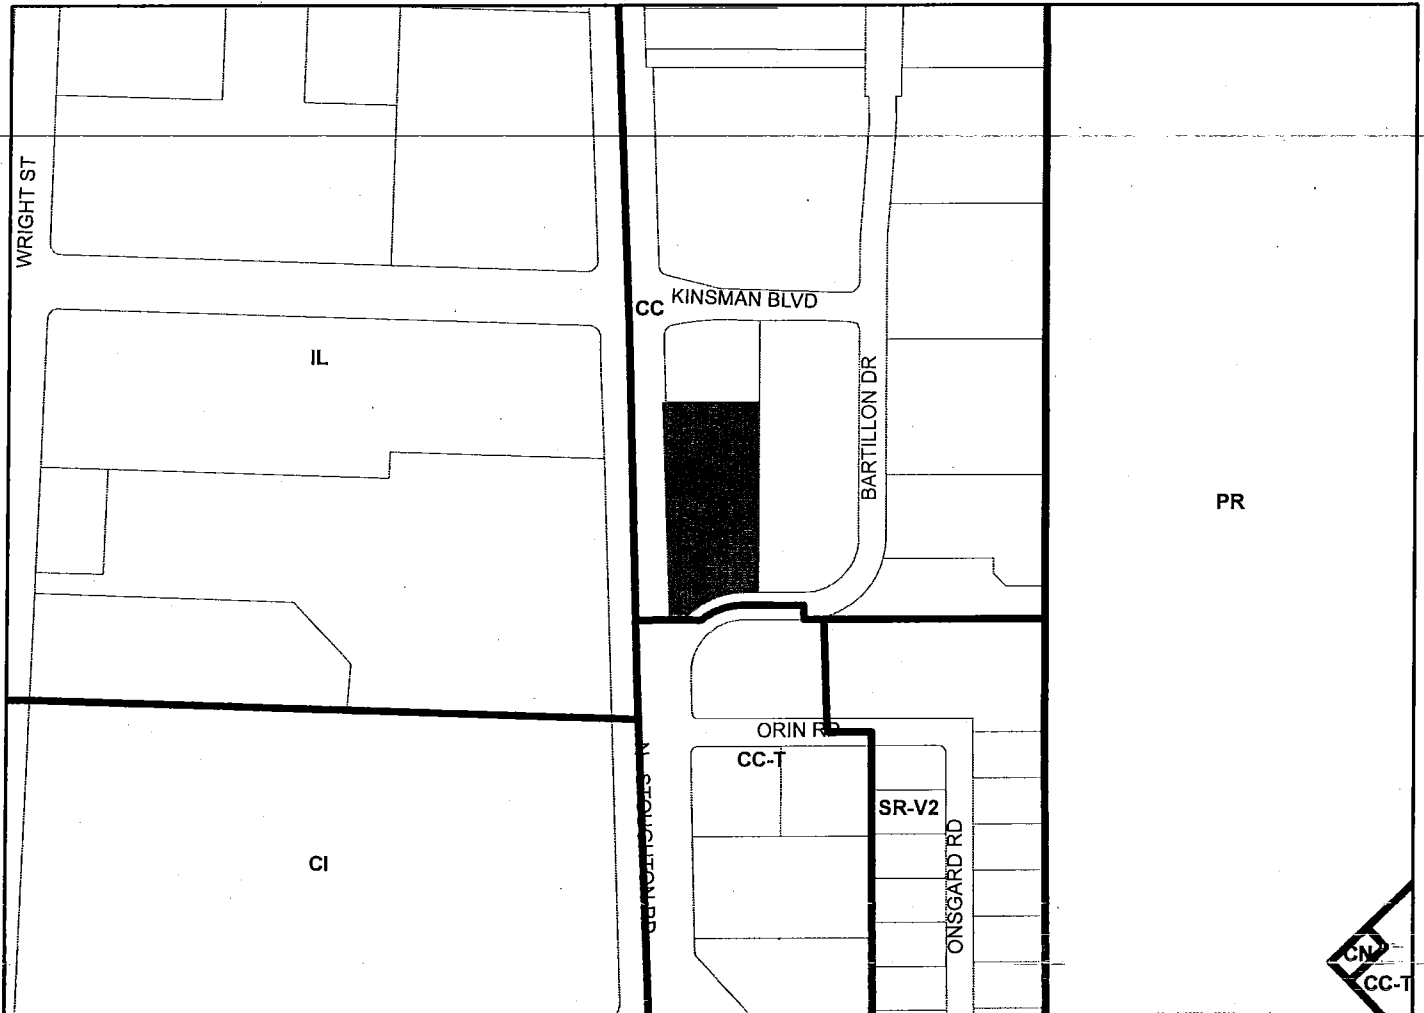 WRIGHT ST
CC
KINSMAN BLVD
IL
BARTILLON DR
PR
ORIN RD
CC-T
N STOUGHTON RD
SR-V2
CI
ONSGARD RD
CN
CC-T